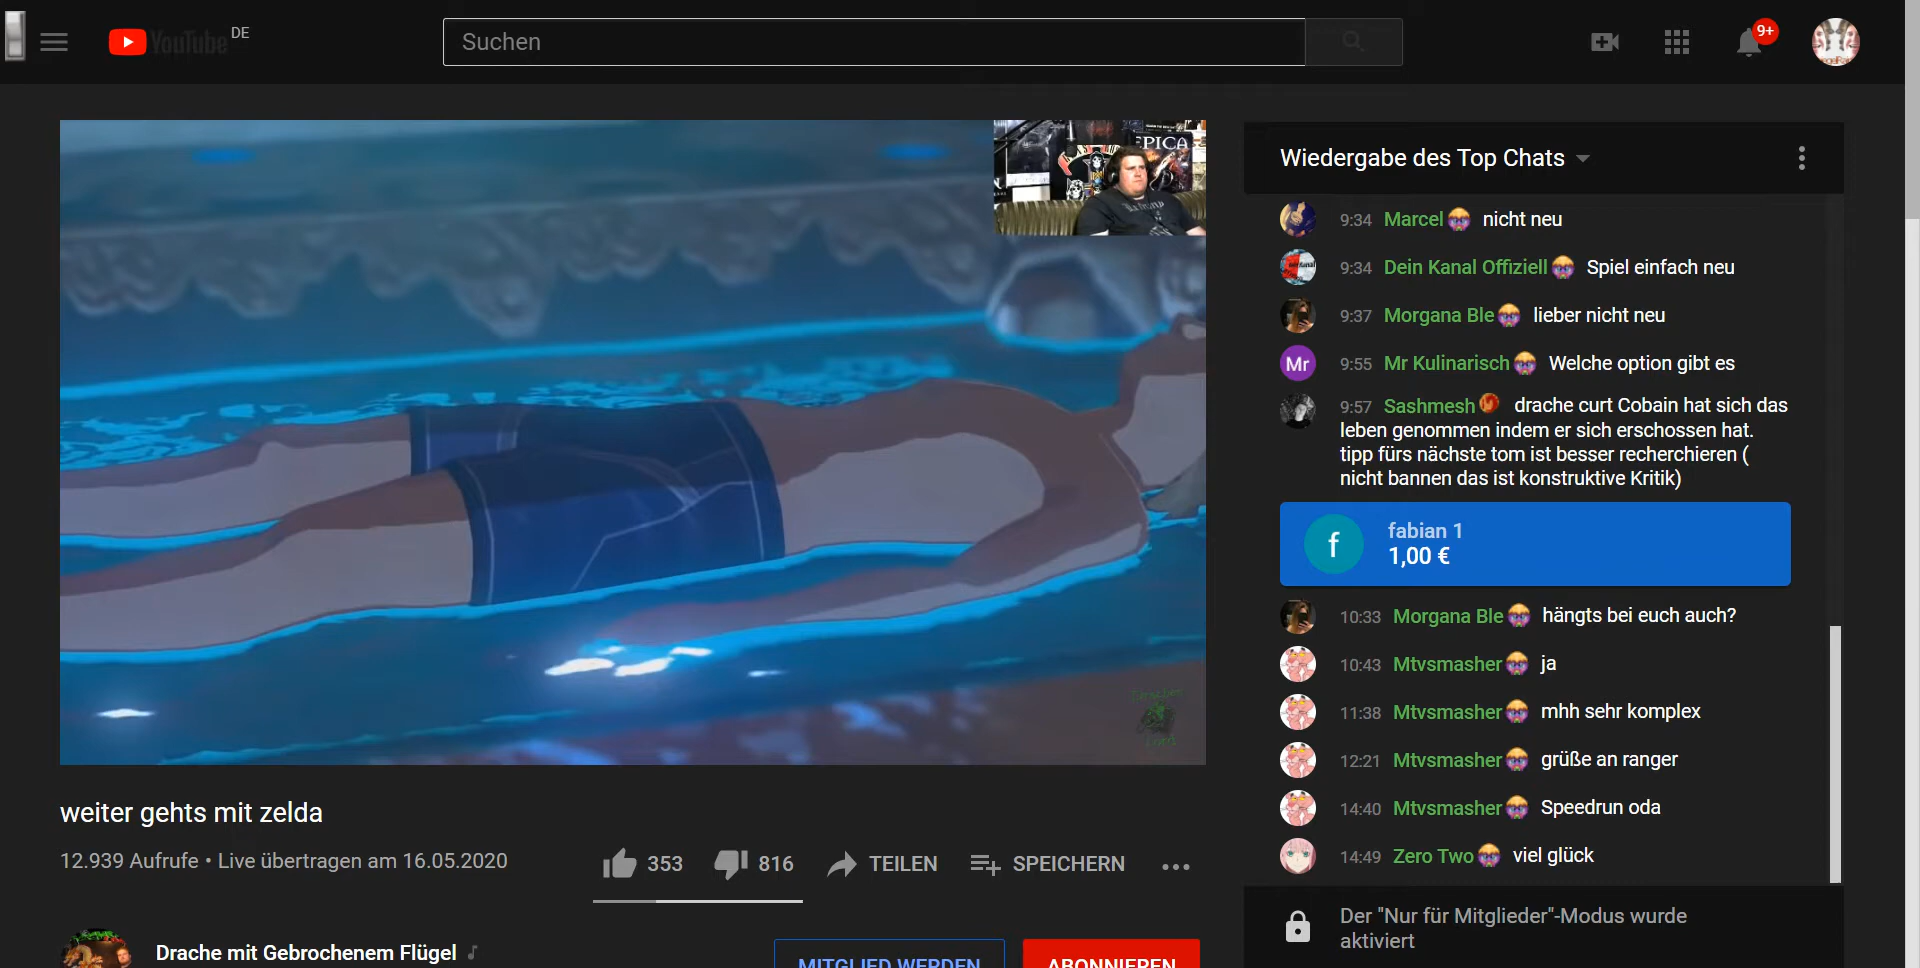 YouTube DE
Suchen
9+
EPICA
Wiedergabe des Top Chats
9:34 Marcel nicht neu
9:34 Dein Kanal Offiziell Spiel einfach neu
9:37 Morgana Ble lieber nicht neu
Mr 9:55 Mr Kulinarisch Welche option gibt es
9:57 Sashmesh drache curt Cobain hat sich das
leben genommen indem er sich erschossen hat.
tipp fürs nächste tom ist besser recherchieren (
nicht bannen das ist konstruktive Kritik)
f fabian 1
1,00 €
10:33 Morgana Ble hängts bei euch auch?
10:43 Mtvsmasher ja
11:38 Mtvsmasher mhh sehr komplex
12:21 Mtvsmasher grüße an ranger
14:40 Mtvsmasher Speedrun oda
14:49 Zero Two viel glück
Der "Nur für Mitglieder"-Modus wurde
aktiviert
weiter gehts mit zelda
12.939 Aufrufe • Live übertragen am 16.05.2020
353 816 TEILEN SPEICHERN
Drache mit Gebrochenem Flügel
MITGLIED WERDEN
ABONNIEREN